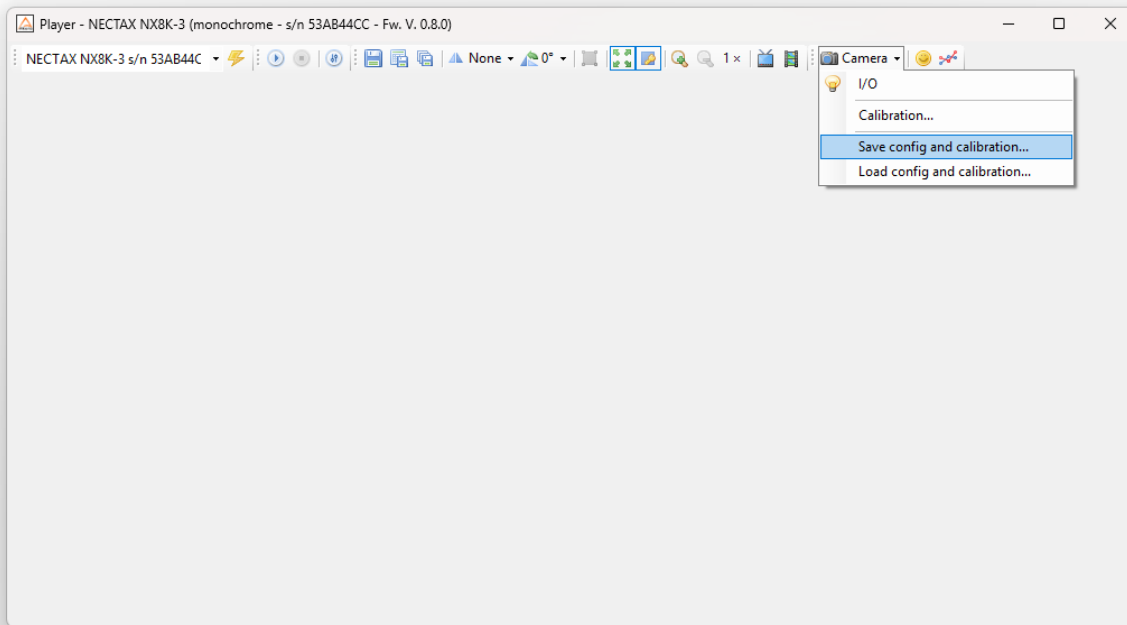 Player - NECTAX NX8K-3 (monochrome - s/n 53AB44CC - Fw. V. 0.8.0)
NECTAX NX8K-3 s/n 53AB44C None 0° 1 × Camera
I/O
Calibration...
Save config and calibration...
Load config and calibration...